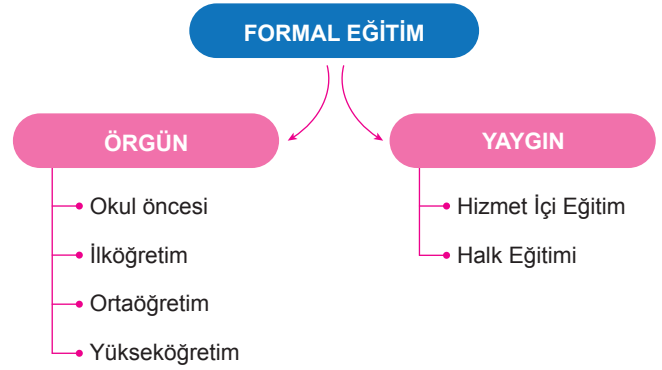 FORMAL EĞİTİM
ÖRGÜN
Okul öncesi
İlköğretim
Ortaöğretim
Yükseköğretim
YAYGIN
Hizmet İçi Eğitim
Halk Eğitimi